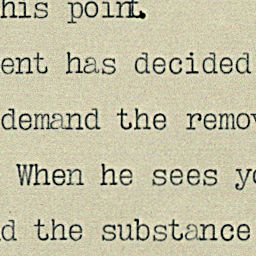 his point.
ent has decided
demand the remov
When he sees yo
d the substance